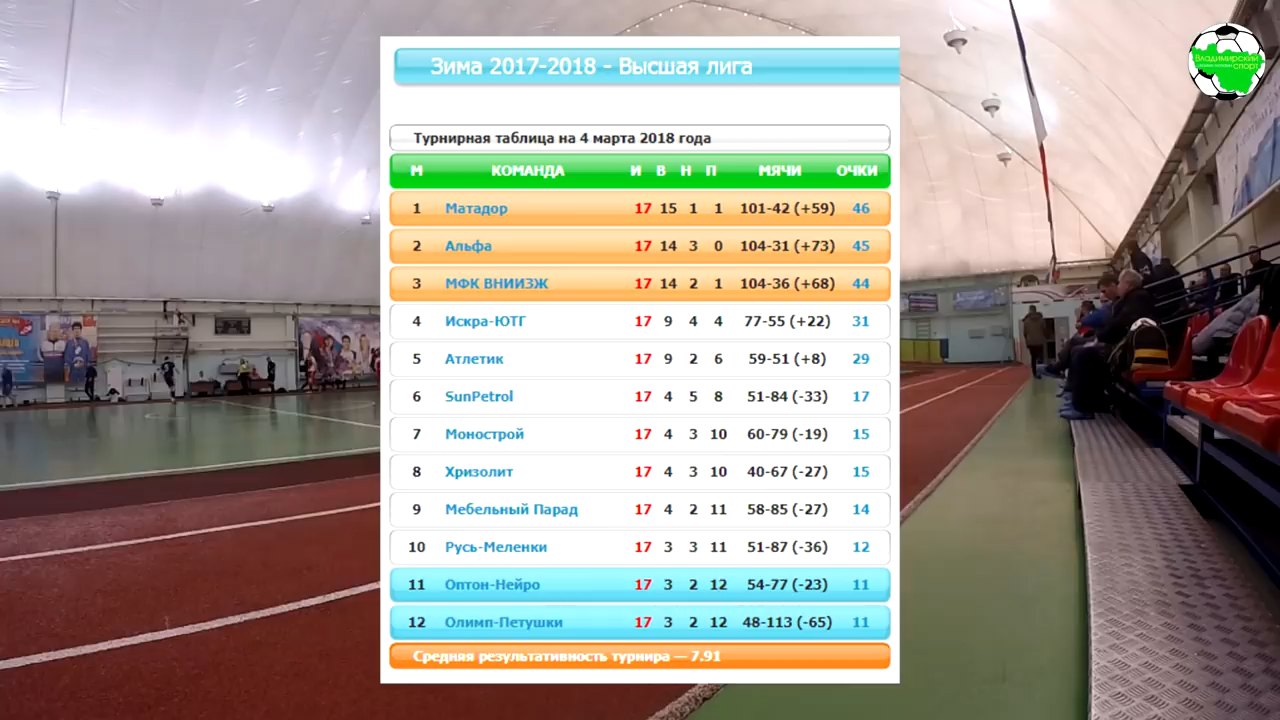 Зима 2017-2018 - Высшая лига
Владимирский
спорт
Турнирная таблица на 4 марта 2018 года
М КОМАНДА И В Н П МЯЧИ ОЧКИ
1 Матадор 17 15 1 1 101-42 (+59) 46
2 Альфа 17 14 3 0 104-31 (+73) 45
3 МФК ВНИИЗЖ 17 14 2 1 104-36 (+68) 44
4 Искра-ЮТГ 17 9 4 4 77-55 (+22) 31
5 Атлетик 17 9 2 6 59-51 (+8) 29
6 SunPetrol 17 4 5 8 51-84 (-33) 17
7 Монострой 17 4 3 10 60-79 (-19) 15
8 Хризолит 17 4 3 10 40-67 (-27) 15
9 Мебельный Парад 17 4 2 11 58-85 (-27) 14
10 Русь-Меленки 17 3 3 11 51-87 (-36) 12
11 Оптон-Нейро 17 3 2 12 54-77 (-23) 11
12 Олимп-Петушки 17 3 2 12 48-113 (-65) 11
Средняя результативность турнира — 7.91